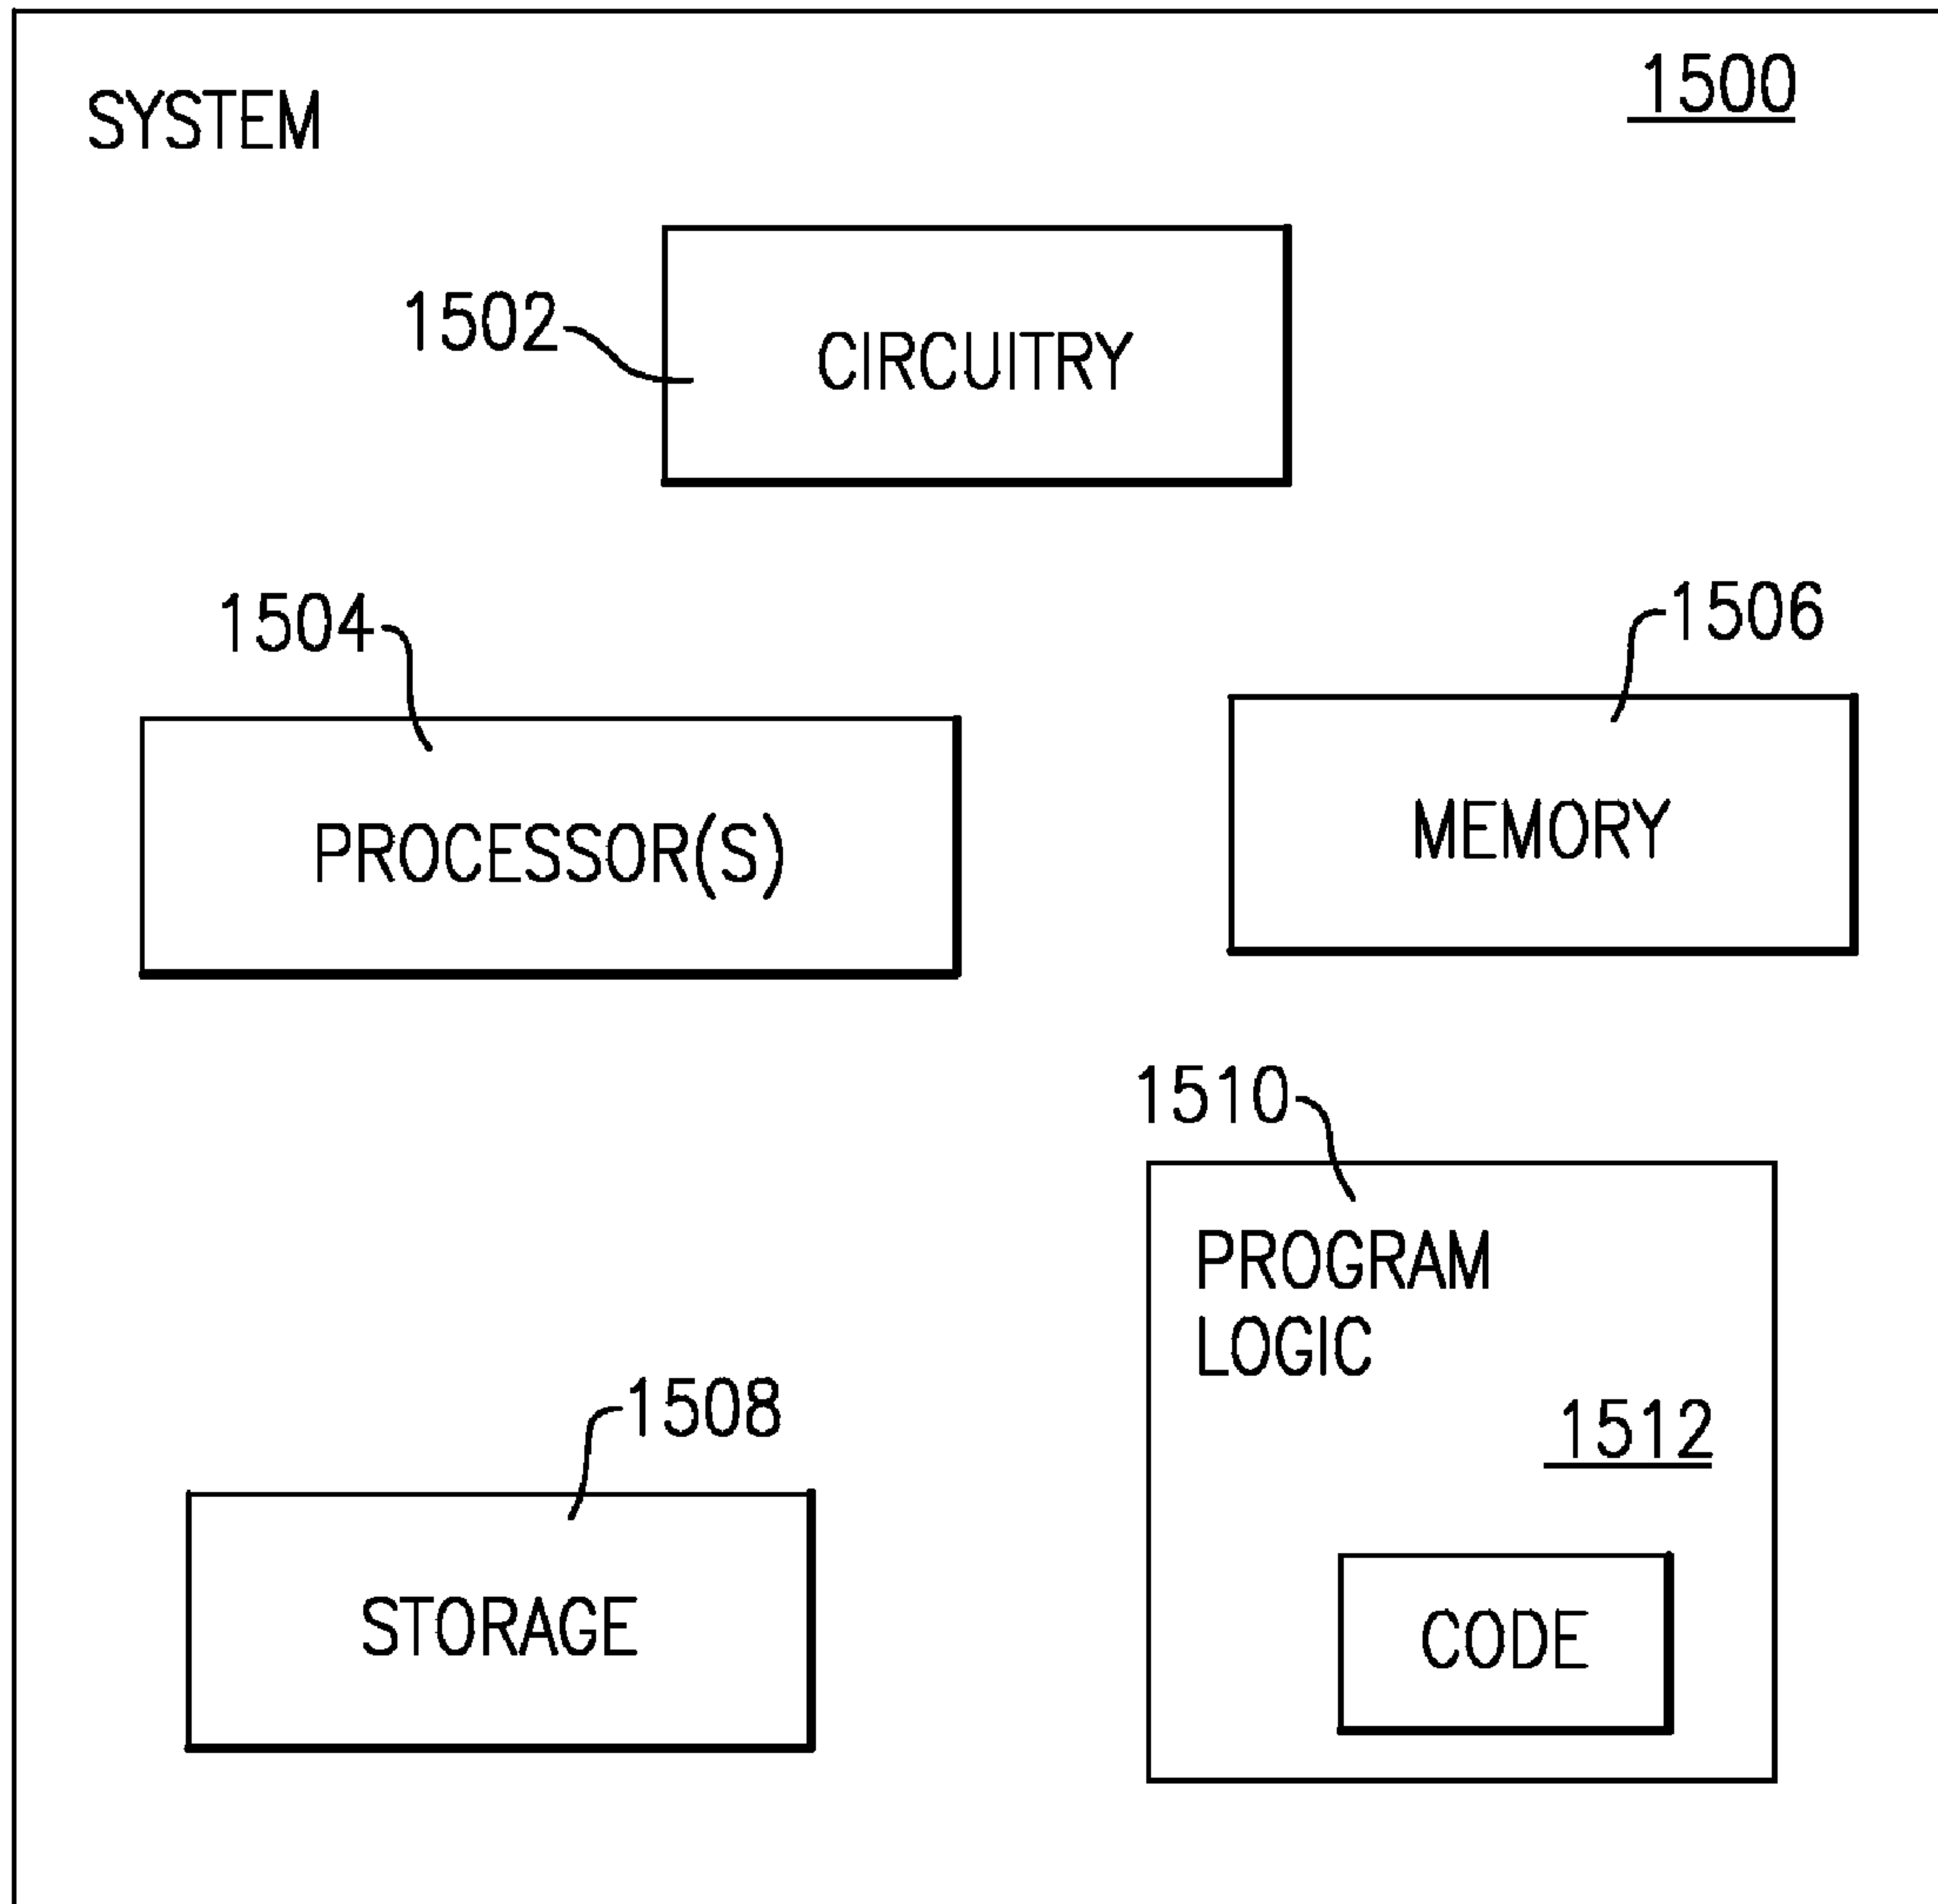 SYSTEM
1500
1502
CIRCUITRY
1504
1506
PROCESSOR(S)
MEMORY
1510
PROGRAM
LOGIC
1508
1512
STORAGE
CODE